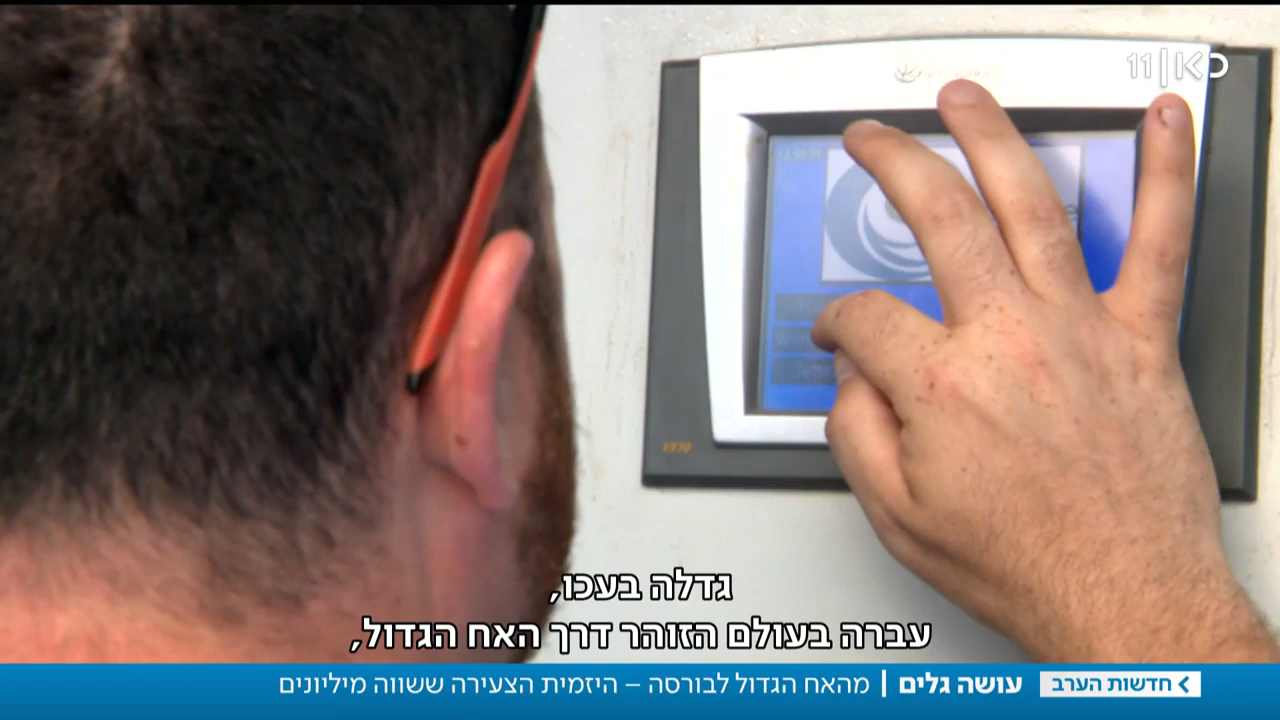 כאן 11
V570
גדלה בעכו,
עברה בעולם הזוהר דרך האח הגדול,
חדשות הערב
עושה גלים | מהאח הגדול לבורסה – היזמית הצעירה ששווה מיליונים